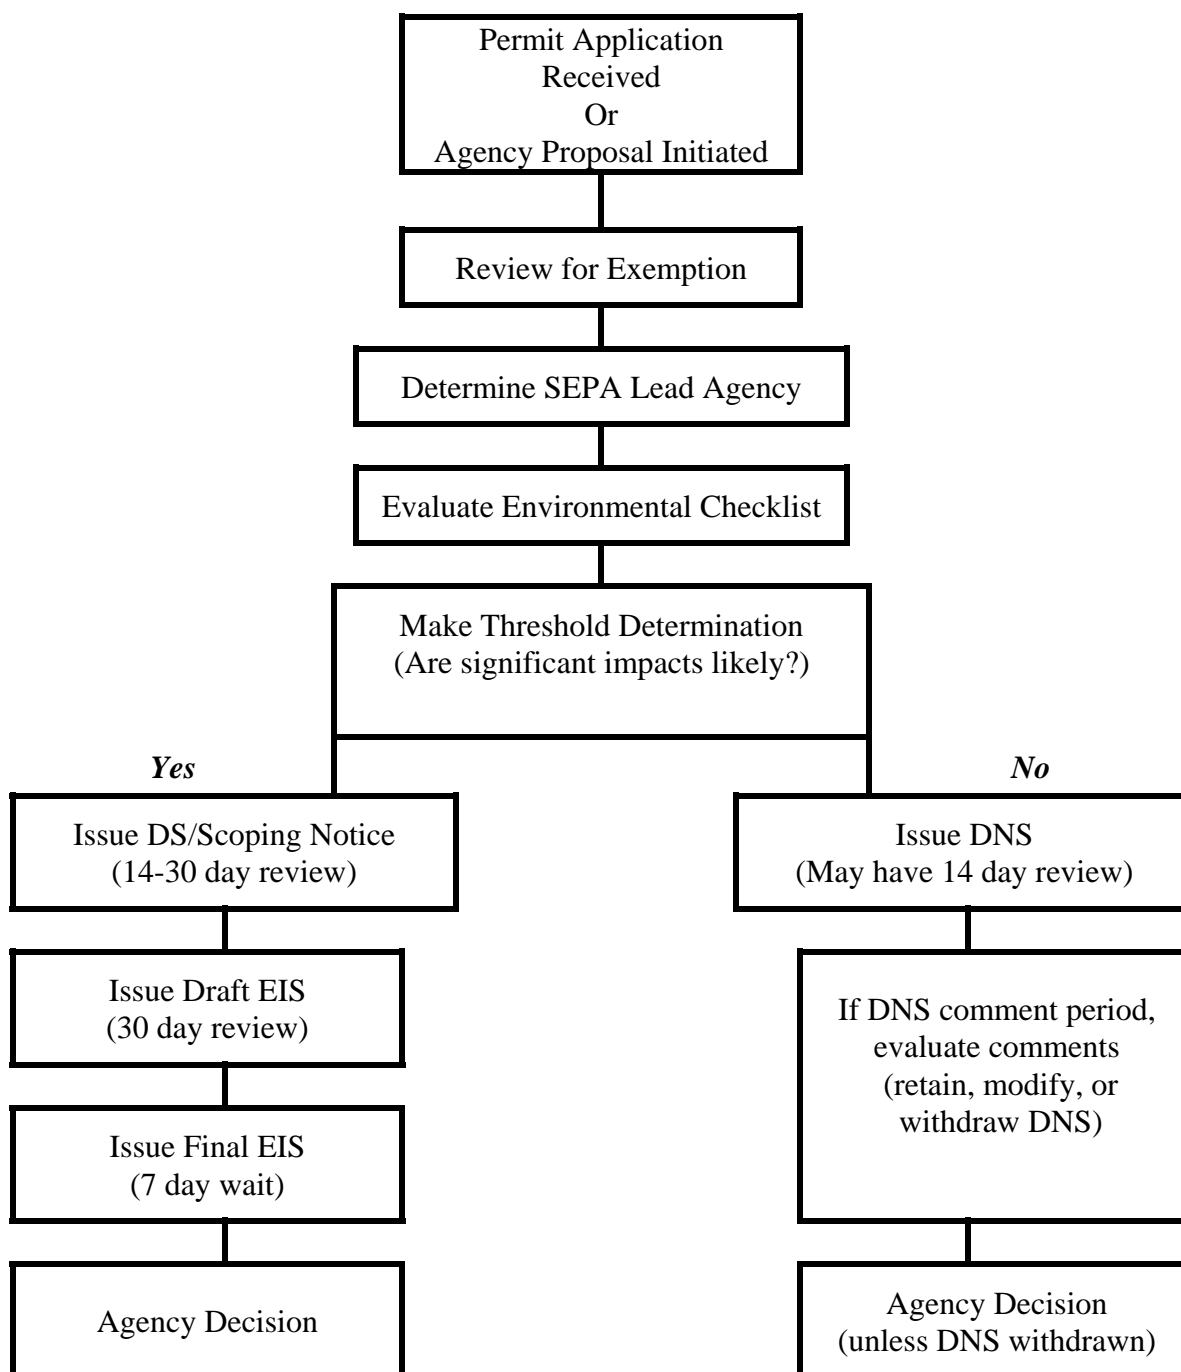 Permit Application
Received
Or
Agency Proposal Initiated
Review for Exemption
Determine SEPA Lead Agency
Evaluate Environmental Checklist
Make Threshold Determination
(Are significant impacts likely?)
Yes
No
Issue DS/Scoping Notice
(14-30 day review)
Issue DNS
(May have 14 day review)
Issue Draft EIS
(30 day review)
If DNS comment period,
evaluate comments
(retain, modify, or
withdraw DNS)
Issue Final EIS
(7 day wait)
Agency Decision
Agency Decision
(unless DNS withdrawn)